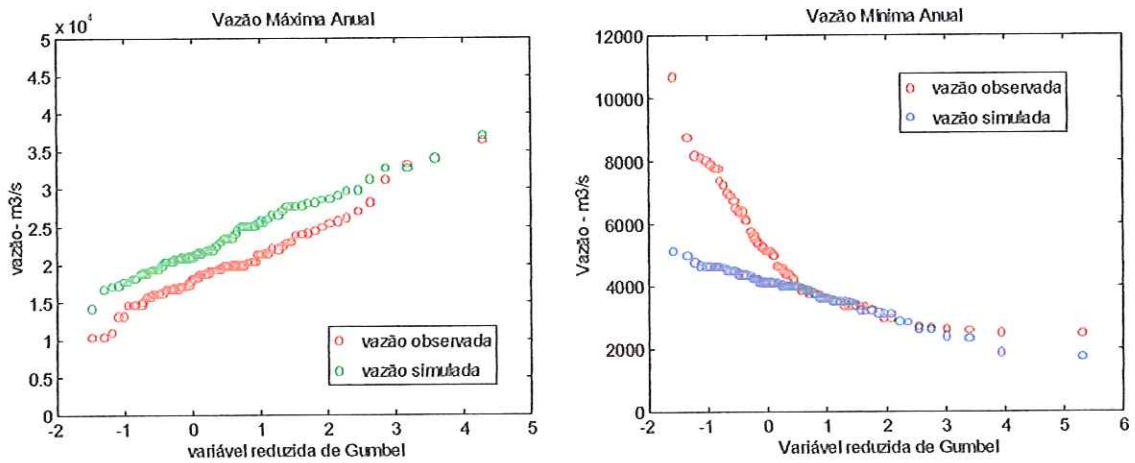 Vazão Máxima Anual
x 10⁴
5
4.5
4
3.5
3
2.5
2
1.5
1
0.5
0
vazão- m3/s
vazão observada
vazão simulada
-2 -1 0 1 2 3 4 5
variável reduzida de Gumbel
Vazão Mínima Anual
12000
10000
8000
6000
4000
2000
0
Vazão - m3/s
vazão observada
vazão simulada
-2 -1 0 1 2 3 4 5 6
Variável reduzida de Gumbel